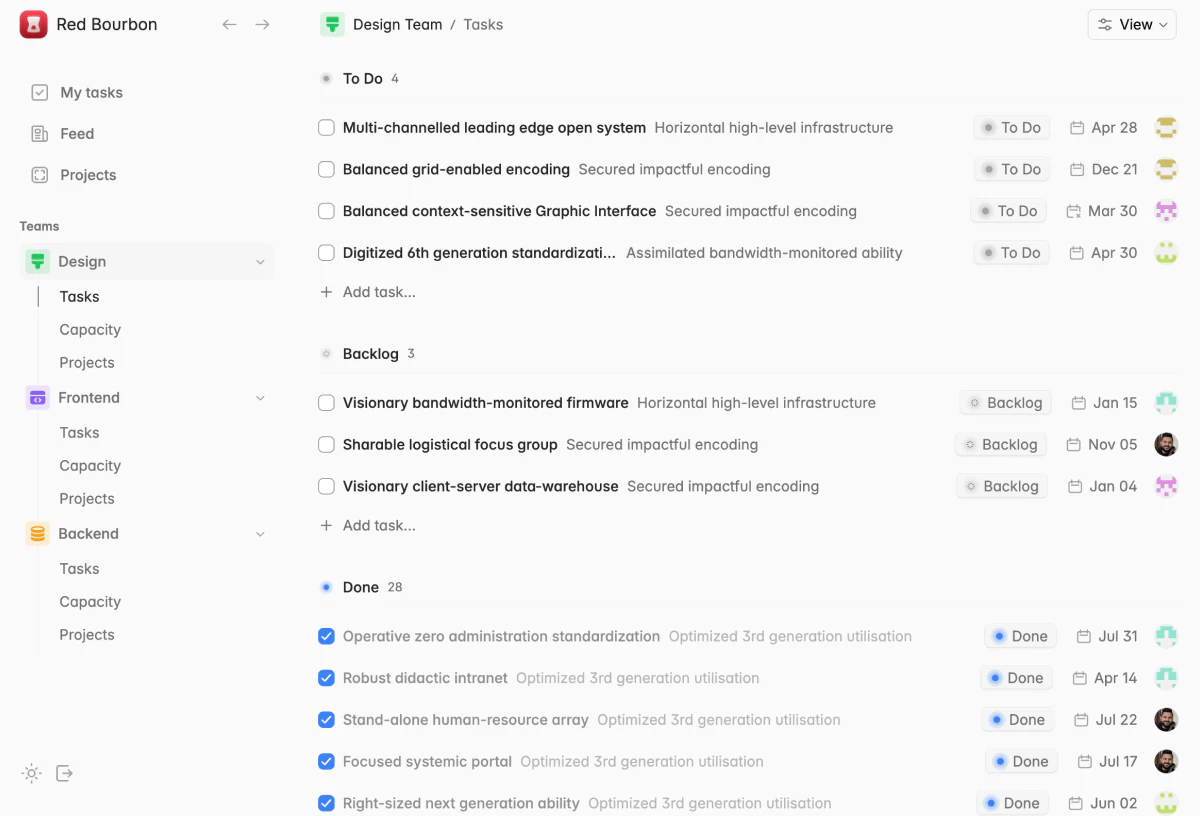 Red Bourbon
Design Team / Tasks
View
My tasks
Feed
Projects
Teams
Design
Tasks
Capacity
Projects
Frontend
Tasks
Capacity
Projects
Backend
Tasks
Capacity
Projects
To Do 4
Multi-channelled leading edge open system Horizontal high-level infrastructure To Do Apr 28
Balanced grid-enabled encoding Secured impactful encoding To Do Dec 21
Balanced context-sensitive Graphic Interface Secured impactful encoding To Do Mar 30
Digitized 6th generation standardizati... Assimilated bandwidth-monitored ability To Do Apr 30
Add task...
Backlog 3
Visionary bandwidth-monitored firmware Horizontal high-level infrastructure Backlog Jan 15
Sharable logistical focus group Secured impactful encoding Backlog Nov 05
Visionary client-server data-warehouse Secured impactful encoding Backlog Jan 04
Add task...
Done 28
Operative zero administration standardization Optimized 3rd generation utilisation Done Jul 31
Robust didactic intranet Optimized 3rd generation utilisation Done Apr 14
Stand-alone human-resource array Optimized 3rd generation utilisation Done Jul 22
Focused systemic portal Optimized 3rd generation utilisation Done Jul 17
Right-sized next generation ability Optimized 3rd generation utilisation Done Jun 02